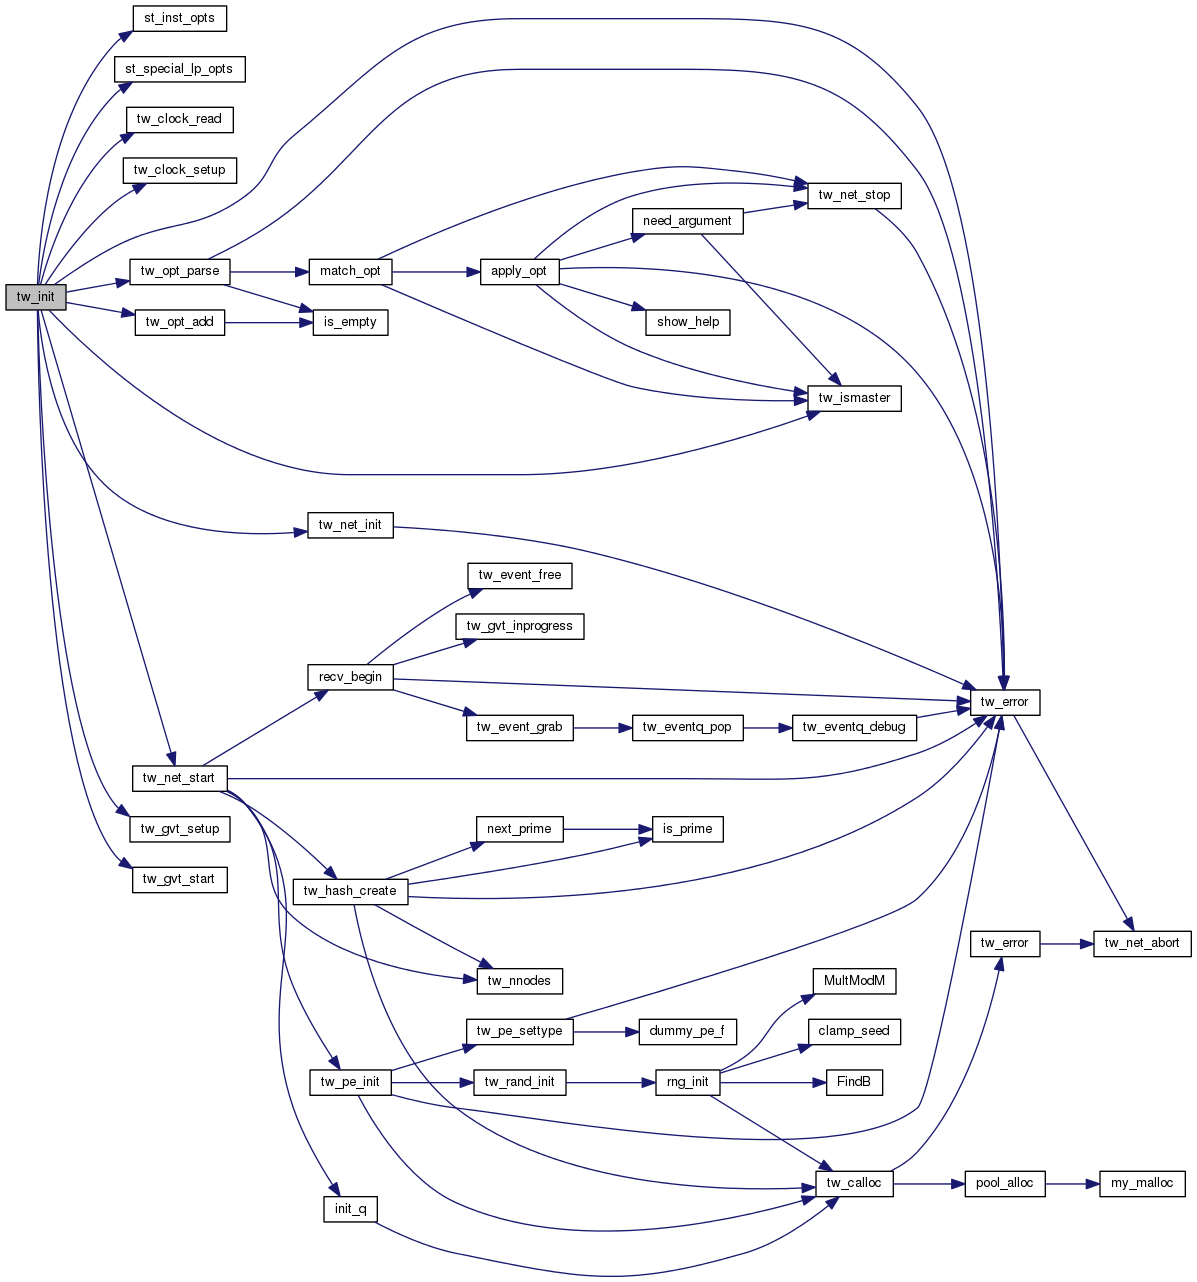 st_inst_opts
st_special_lp_opts
tw_clock_read
tw_clock_setup
tw_net_stop
need_argument
tw_opt_parse
match_opt
apply_opt
tw_init
tw_opt_add
is_empty
show_help
tw_ismaster
tw_net_init
tw_event_free
tw_gvt_inprogress
recv_begin
tw_error
tw_event_grab
tw_eventq_pop
tw_eventq_debug
tw_net_start
tw_gvt_setup
next_prime
is_prime
tw_gvt_start
tw_hash_create
tw_error
tw_net_abort
tw_nnodes
MultModM
tw_pe_settype
dummy_pe_f
clamp_seed
tw_pe_init
tw_rand_init
rng_init
FindB
tw_calloc
pool_alloc
my_malloc
init_q